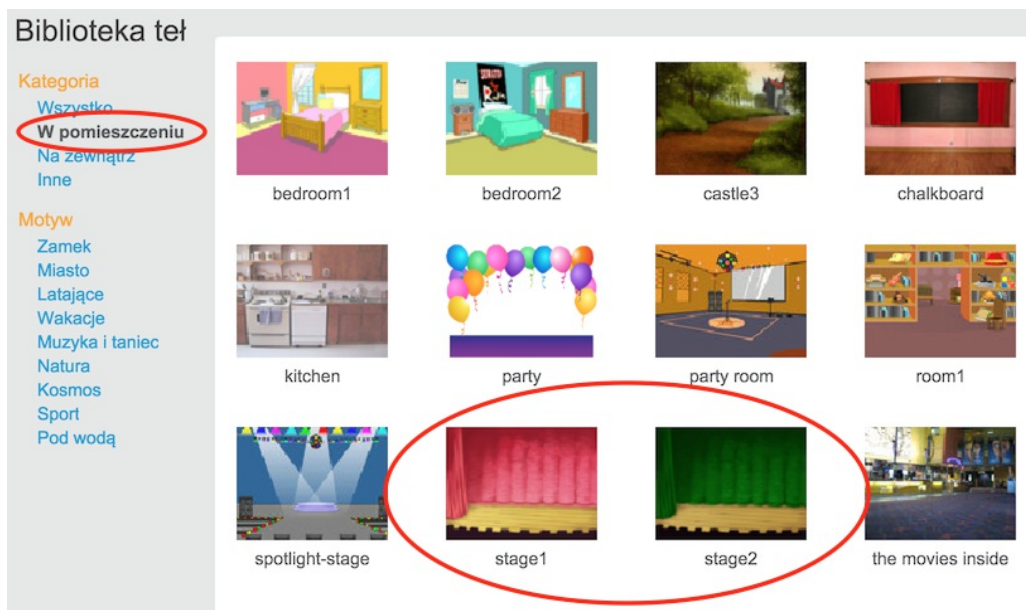 Biblioteka teł
Kategoria
Wszystko
W pomieszczeniu
Na zewnątrz
Inne
Motyw
Zamek
Miasto
Latające
Wakacje
Muzyka i taniec
Natura
Kosmos
Sport
Pod wodą
bedroom1 bedroom2 castle3 chalkboard
kitchen party party room room1
spotlight-stage stage1 stage2 the movies inside